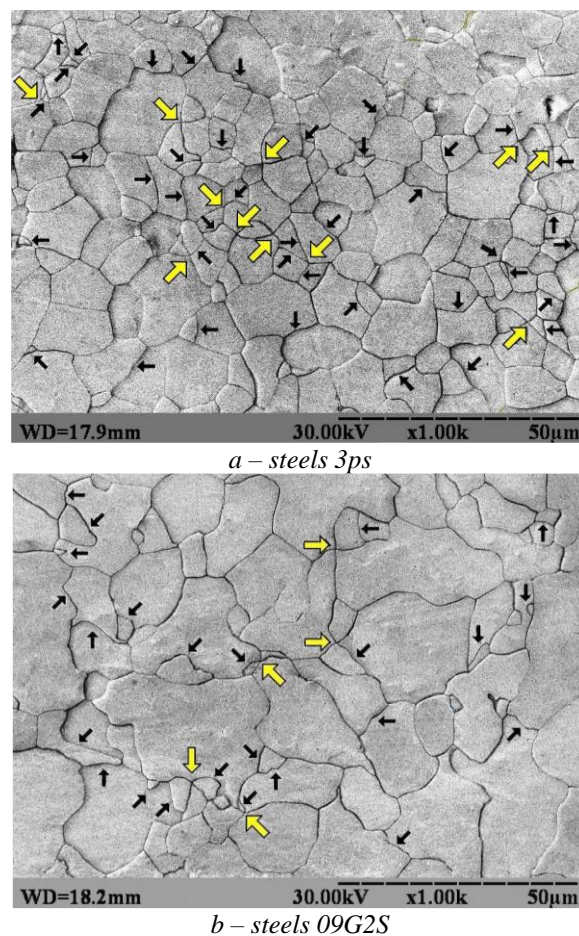 WD=17.9mm 30.00kV x1.00k 50µm
a – steels 3ps
WD=18.2mm 30.00kV x1.00k 50µm
b – steels 09G2S